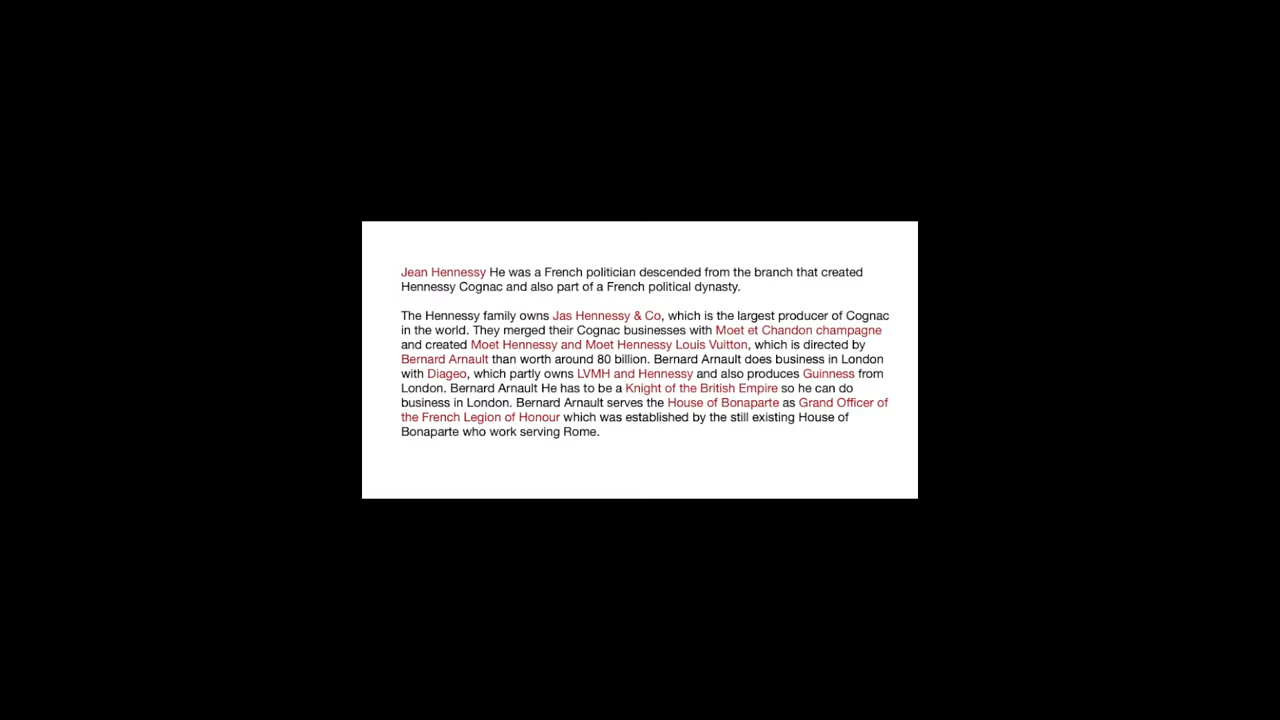 Jean Hennessy He was a French politician descended from the branch that created
Hennessy Cognac and also part of a French political dynasty.
The Hennessy family owns Jas Hennessy & Co, which is the largest producer of Cognac
in the world. They merged their Cognac businesses with Moet et Chandon champagne
and created Moet Hennessy and Moet Hennessy Louis Vuitton, which is directed by
Bernard Arnault than worth around 80 billion. Bernard Arnault does business in London
with Diageo, which partly owns LVMH and Hennessy and also produces Guinness from
London. Bernard Arnault He has to be a Knight of the British Empire so he can do
business in London. Bernard Arnault serves the House of Bonaparte as Grand Officer of
the French Legion of Honour which was established by the still existing House of
Bonaparte who work serving Rome.